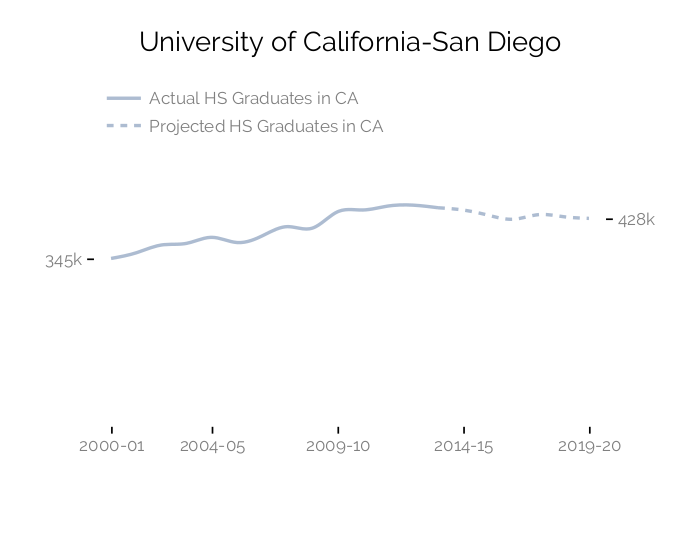 University of California-San Diego
Actual HS Graduates in CA
Projected HS Graduates in CA
428k
345k
2000-01 2004-05 2009-10 2014-15 2019-20